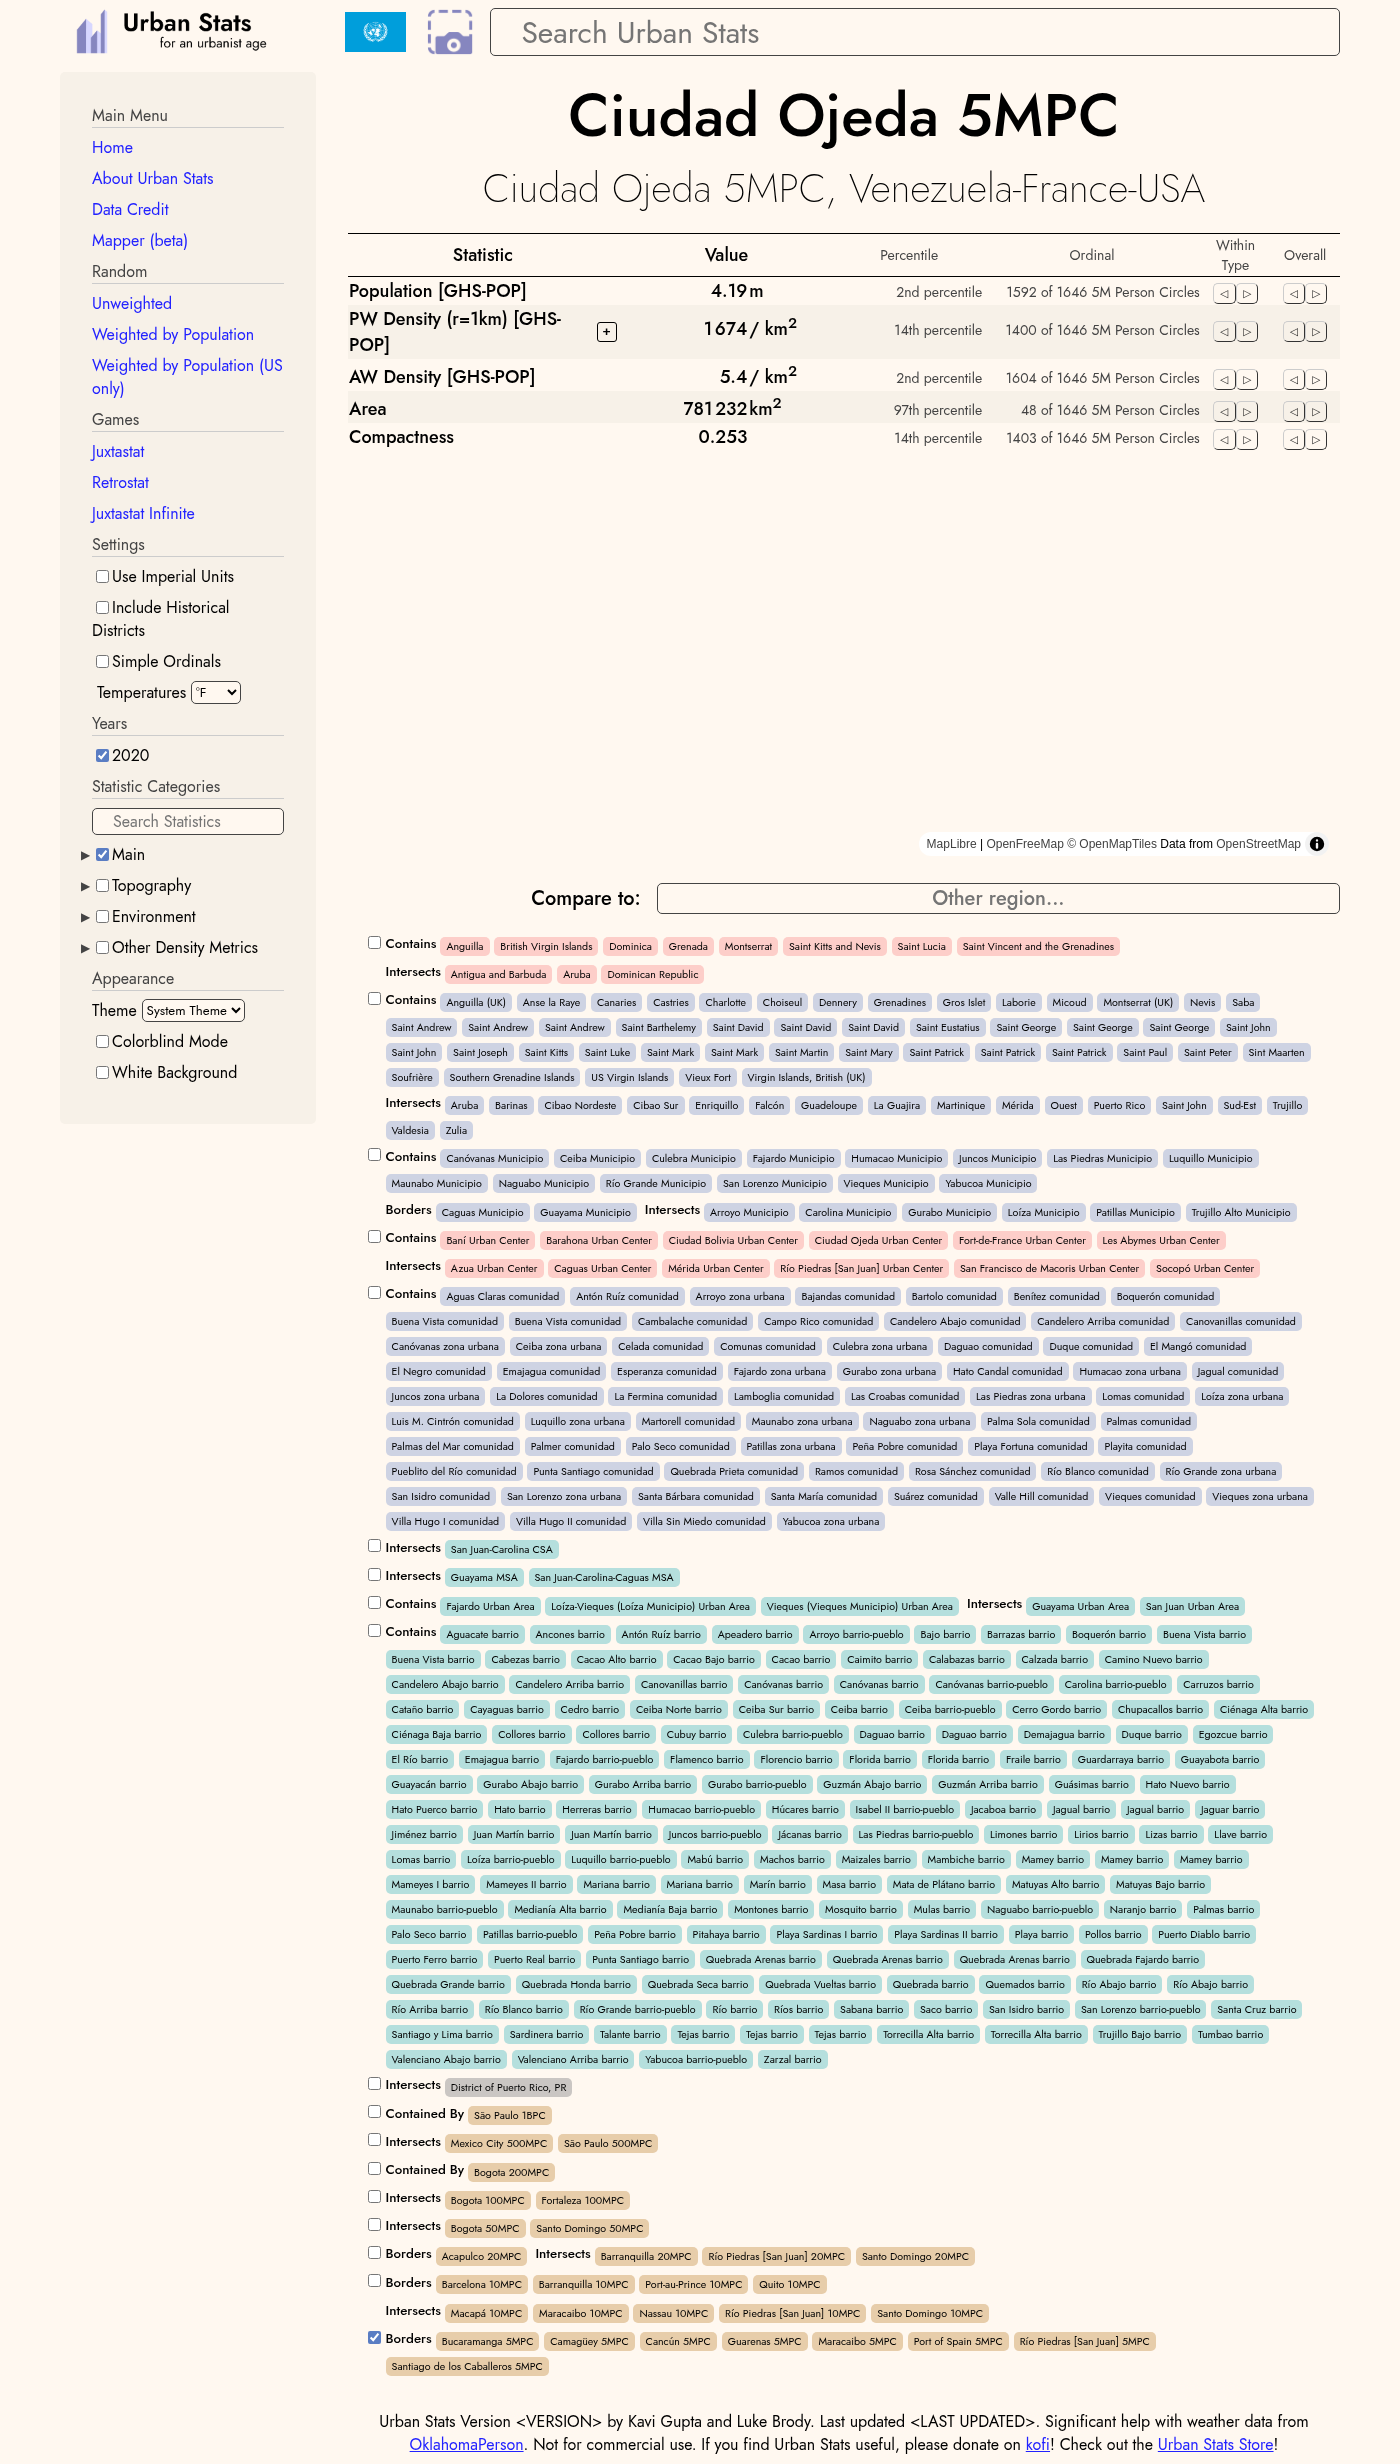 Urban Stats
for an urbanist age
Search Urban Stats
Main Menu
Home
About Urban Stats
Data Credit
Mapper (beta)
Random
Unweighted
Weighted by Population
Weighted by Population (US
only)
Games
Juxtastat
Retrostat
Juxtastat Infinite
Settings
Use Imperial Units
Include Historical
Districts
Simple Ordinals
Temperatures °F
Years
2020
Statistic Categories
Search Statistics
Main
Topography
Environment
Other Density Metrics
Appearance
Theme System Theme
Colorblind Mode
White Background
Ciudad Ojeda 5MPC
Ciudad Ojeda 5MPC, Venezuela-France-USA
Statistic Value Percentile Ordinal Within Type Overall
Population [GHS-POP] 4.19 m 2nd percentile 1592 of 1646 5M Person Circles
PW Density (r=1km) [GHS-POP] + 1 674 / km² 14th percentile 1400 of 1646 5M Person Circles
AW Density [GHS-POP] 5.4 / km² 2nd percentile 1604 of 1646 5M Person Circles
Area 781 232 km² 97th percentile 48 of 1646 5M Person Circles
Compactness 0.253 14th percentile 1403 of 1646 5M Person Circles
MapLibre | OpenFreeMap © OpenMapTiles Data from OpenStreetMap
Compare to: Other region...
Contains Anguilla British Virgin Islands Dominica Grenada Montserrat Saint Kitts and Nevis Saint Lucia Saint Vincent and the Grenadines
Intersects Antigua and Barbuda Aruba Dominican Republic
Contains Anguilla (UK) Anse la Raye Canaries Castries Charlotte Choiseul Dennery Grenadines Gros Islet Laborie Micoud Montserrat (UK) Nevis Saba
Saint Andrew Saint Andrew Saint Andrew Saint Barthelemy Saint David Saint David Saint David Saint Eustatius Saint George Saint George Saint George Saint John
Saint John Saint Joseph Saint Kitts Saint Luke Saint Mark Saint Mark Saint Martin Saint Mary Saint Patrick Saint Patrick Saint Patrick Saint Paul Saint Peter Sint Maarten
Soufrière Southern Grenadine Islands US Virgin Islands Vieux Fort Virgin Islands, British (UK)
Intersects Aruba Barinas Cibao Nordeste Cibao Sur Enriquillo Falcón Guadeloupe La Guajira Martinique Mérida Ouest Puerto Rico Saint John Sud-Est Trujillo
Valdesia Zulia
Contains Canóvanas Municipio Ceiba Municipio Culebra Municipio Fajardo Municipio Humacao Municipio Juncos Municipio Las Piedras Municipio Luquillo Municipio
Maunabo Municipio Naguabo Municipio Río Grande Municipio San Lorenzo Municipio Vieques Municipio Yabucoa Municipio
Borders Caguas Municipio Guayama Municipio Intersects Arroyo Municipio Carolina Municipio Gurabo Municipio Loíza Municipio Patillas Municipio Trujillo Alto Municipio
Contains Baní Urban Center Barahona Urban Center Ciudad Bolivia Urban Center Ciudad Ojeda Urban Center Fort-de-France Urban Center Les Abymes Urban Center
Intersects Azua Urban Center Caguas Urban Center Mérida Urban Center Río Piedras [San Juan] Urban Center San Francisco de Macoris Urban Center Socopó Urban Center
Contains Aguas Claras comunidad Antón Ruíz comunidad Arroyo zona urbana Bajandas comunidad Bartolo comunidad Benítez comunidad Boquerón comunidad
Buena Vista comunidad Buena Vista comunidad Cambalache comunidad Campo Rico comunidad Candelero Abajo comunidad Candelero Arriba comunidad Canovanillas comunidad
Canóvanas zona urbana Ceiba zona urbana Celada comunidad Comunas comunidad Culebra zona urbana Daguao comunidad Duque comunidad El Mangó comunidad
El Negro comunidad Emajagua comunidad Esperanza comunidad Fajardo zona urbana Gurabo zona urbana Hato Candal comunidad Humacao zona urbana Jagual comunidad
Juncos zona urbana La Dolores comunidad La Fermina comunidad Lamboglia comunidad Las Croabas comunidad Las Piedras zona urbana Lomas comunidad Loíza zona urbana
Luis M. Cintrón comunidad Luquillo zona urbana Martorell comunidad Maunabo zona urbana Naguabo zona urbana Palma Sola comunidad Palmas comunidad
Palmas del Mar comunidad Palmer comunidad Palo Seco comunidad Patillas zona urbana Peña Pobre comunidad Playa Fortuna comunidad Playita comunidad
Pueblito del Río comunidad Punta Santiago comunidad Quebrada Prieta comunidad Ramos comunidad Rosa Sánchez comunidad Río Blanco comunidad Río Grande zona urbana
San Isidro comunidad San Lorenzo zona urbana Santa Bárbara comunidad Santa María comunidad Suárez comunidad Valle Hill comunidad Vieques comunidad Vieques zona urbana
Villa Hugo I comunidad Villa Hugo II comunidad Villa Sin Miedo comunidad Yabucoa zona urbana
Intersects San Juan-Carolina CSA
Intersects Guayama MSA San Juan-Carolina-Caguas MSA
Contains Fajardo Urban Area Loíza-Vieques (Loíza Municipio) Urban Area Vieques (Vieques Municipio) Urban Area Intersects Guayama Urban Area San Juan Urban Area
Contains Aguacate barrio Ancones barrio Antón Ruíz barrio Apeadero barrio Arroyo barrio-pueblo Bajo barrio Barrazas barrio Boquerón barrio Buena Vista barrio
Buena Vista barrio Cabezas barrio Cacao Alto barrio Cacao Bajo barrio Cacao barrio Caimito barrio Calabazas barrio Calzada barrio Camino Nuevo barrio
Candelero Abajo barrio Candelero Arriba barrio Canovanillas barrio Canóvanas barrio Canóvanas barrio Canóvanas barrio-pueblo Carolina barrio-pueblo Carruzos barrio
Cataño barrio Cayaguas barrio Cedro barrio Ceiba Norte barrio Ceiba Sur barrio Ceiba barrio Ceiba barrio-pueblo Cerro Gordo barrio Chupacallos barrio Ciénaga Alta barrio
Ciénaga Baja barrio Collores barrio Collores barrio Cubuy barrio Culebra barrio-pueblo Daguao barrio Daguao barrio Demajagua barrio Duque barrio Egozcue barrio
El Río barrio Emajagua barrio Fajardo barrio-pueblo Flamenco barrio Florencio barrio Florida barrio Florida barrio Fraile barrio Guardarraya barrio Guayabota barrio
Guayacán barrio Gurabo Abajo barrio Gurabo Arriba barrio Gurabo barrio-pueblo Guzmán Abajo barrio Guzmán Arriba barrio Guásimas barrio Hato Nuevo barrio
Hato Puerco barrio Hato barrio Herreras barrio Humacao barrio-pueblo Húcares barrio Isabel II barrio-pueblo Jacaboa barrio Jagual barrio Jagual barrio Jaguar barrio
Jiménez barrio Juan Martín barrio Juan Martín barrio Juncos barrio-pueblo Jácanas barrio Las Piedras barrio-pueblo Limones barrio Lirios barrio Lizas barrio Llave barrio
Lomas barrio Loíza barrio-pueblo Luquillo barrio-pueblo Mabú barrio Machos barrio Maizales barrio Mambiche barrio Mamey barrio Mamey barrio Mamey barrio
Mameyes I barrio Mameyes II barrio Mariana barrio Mariana barrio Marín barrio Masa barrio Mata de Plátano barrio Matuyas Alto barrio Matuyas Bajo barrio
Maunabo barrio-pueblo Medianía Alta barrio Medianía Baja barrio Montones barrio Mosquito barrio Mulas barrio Naguabo barrio-pueblo Naranjo barrio Palmas barrio
Palo Seco barrio Patillas barrio-pueblo Peña Pobre barrio Pitahaya barrio Playa Sardinas I barrio Playa Sardinas II barrio Playa barrio Pollos barrio Puerto Diablo barrio
Puerto Ferro barrio Puerto Real barrio Punta Santiago barrio Quebrada Arenas barrio Quebrada Arenas barrio Quebrada Arenas barrio Quebrada Fajardo barrio
Quebrada Grande barrio Quebrada Honda barrio Quebrada Seca barrio Quebrada Vueltas barrio Quebrada barrio Quemados barrio Río Abajo barrio Río Abajo barrio
Río Arriba barrio Río Blanco barrio Río Grande barrio-pueblo Río barrio Ríos barrio Sabana barrio Saco barrio San Isidro barrio San Lorenzo barrio-pueblo Santa Cruz barrio
Santiago y Lima barrio Sardinera barrio Talante barrio Tejas barrio Tejas barrio Tejas barrio Torrecilla Alta barrio Torrecilla Alta barrio Trujillo Bajo barrio Tumbao barrio
Valenciano Abajo barrio Valenciano Arriba barrio Yabucoa barrio-pueblo Zarzal barrio
Intersects District of Puerto Rico, PR
Contained By São Paulo 1BPC
Intersects Mexico City 500MPC São Paulo 500MPC
Contained By Bogota 200MPC
Intersects Bogota 100MPC Fortaleza 100MPC
Intersects Bogota 50MPC Santo Domingo 50MPC
Borders Acapulco 20MPC Intersects Barranquilla 20MPC Río Piedras [San Juan] 20MPC Santo Domingo 20MPC
Borders Barcelona 10MPC Barranquilla 10MPC Port-au-Prince 10MPC Quito 10MPC
Intersects Macapá 10MPC Maracaibo 10MPC Nassau 10MPC Río Piedras [San Juan] 10MPC Santo Domingo 10MPC
Borders Bucaramanga 5MPC Camagüey 5MPC Cancún 5MPC Guarenas 5MPC Maracaibo 5MPC Port of Spain 5MPC Río Piedras [San Juan] 5MPC
Santiago de los Caballeros 5MPC
Urban Stats Version <VERSION> by Kavi Gupta and Luke Brody. Last updated <LAST UPDATED>. Significant help with weather data from
OklahomaPerson. Not for commercial use. If you find Urban Stats useful, please donate on kofi! Check out the Urban Stats Store!